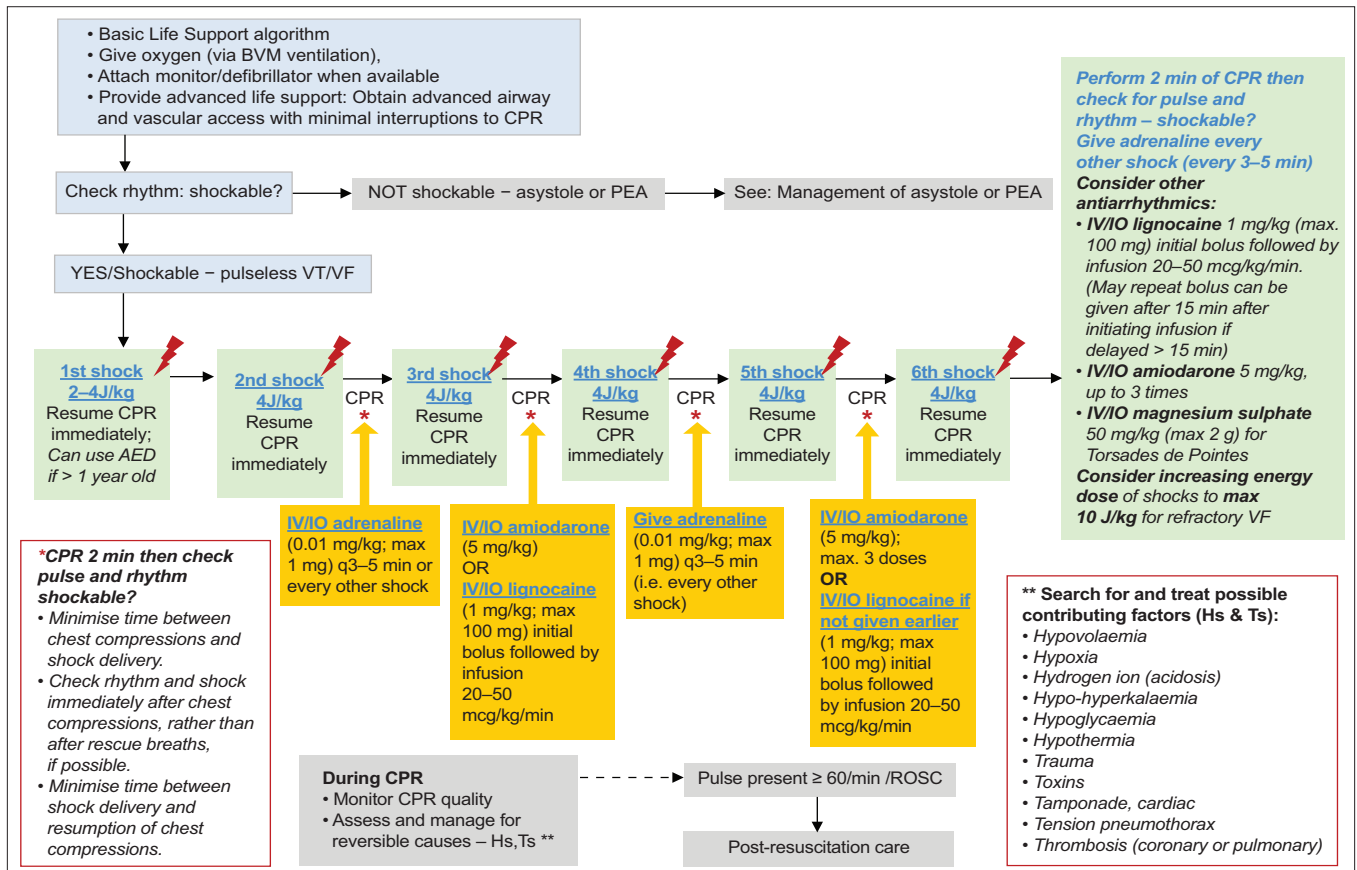 • Basic Life Support algorithm
• Give oxygen (via BVM ventilation),
• Attach monitor/defibrillator when available
• Provide advanced life support: Obtain advanced airway
and vascular access with minimal interruptions to CPR
Check rhythm: shockable?
NOT shockable – asystole or PEA
See: Management of asystole or PEA
YES/Shockable – pulseless VT/VF
1st shock
2–4J/kg
Resume CPR
immediately;
Can use AED
if > 1 year old
2nd shock
4J/kg
Resume
CPR
immediately
CPR
*
3rd shock
4J/kg
Resume
CPR
immediately
CPR
*
4th shock
4J/kg
Resume
CPR
immediately
CPR
*
5th shock
4J/kg
Resume
CPR
immediately
CPR
*
6th shock
4J/kg
Resume
CPR
immediately
Perform 2 min of CPR then
check for pulse and
rhythm – shockable?
Give adrenaline every
other shock (every 3–5 min)
Consider other
antiarrhythmics:
• IV/IO lignocaine 1 mg/kg (max.
100 mg) initial bolus followed by
infusion 20–50 mcg/kg/min.
(May repeat bolus can be
given after 15 min after
initiating infusion if
delayed > 15 min)
• IV/IO amiodarone 5 mg/kg,
up to 3 times
• IV/IO magnesium sulphate
50 mg/kg (max 2 g) for
Torsades de Pointes
Consider increasing energy
dose of shocks to max
10 J/kg for refractory VF
IV/IO adrenaline
(0.01 mg/kg; max
1 mg) q3–5 min or
every other shock
IV/IO amiodarone
(5 mg/kg)
OR
IV/IO lignocaine
(1 mg/kg; max
100 mg) initial
bolus followed by
infusion
20–50
mcg/kg/min
Give adrenaline
(0.01 mg/kg; max
1 mg) q3–5 min
(i.e. every other
shock)
IV/IO amiodarone
(5 mg/kg);
max. 3 doses
OR
IV/IO lignocaine if
not given earlier
(1 mg/kg; max
100 mg) initial
bolus followed
by infusion 20–50
mcg/kg/min
*CPR 2 min then check
pulse and rhythm
shockable?
• Minimise time between
chest compressions and
shock delivery.
• Check rhythm and shock
immediately after chest
compressions, rather than
after rescue breaths,
if possible.
• Minimise time between
shock delivery and
resumption of chest
compressions.
During CPR
• Monitor CPR quality
• Assess and manage for
reversible causes – Hs,Ts **
Pulse present ≥ 60/min /ROSC
Post-resuscitation care
** Search for and treat possible
contributing factors (Hs & Ts):
• Hypovolaemia
• Hypoxia
• Hydrogen ion (acidosis)
• Hypo-hyperkalaemia
• Hypoglycaemia
• Hypothermia
• Trauma
• Toxins
• Tamponade, cardiac
• Tension pneumothorax
• Thrombosis (coronary or pulmonary)